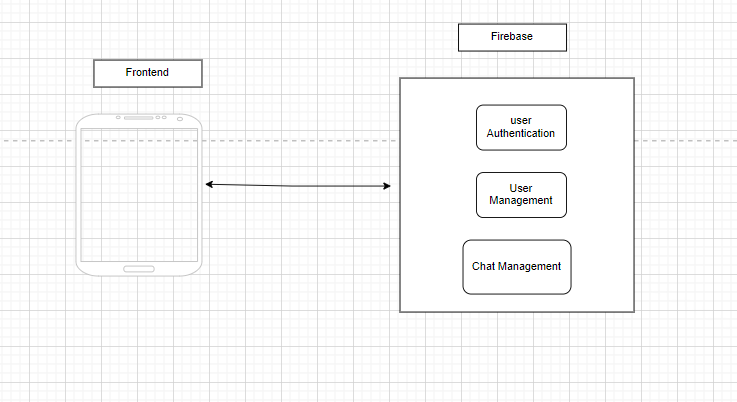 Frontend
Firebase
user
Authentication
User
Management
Chat Management